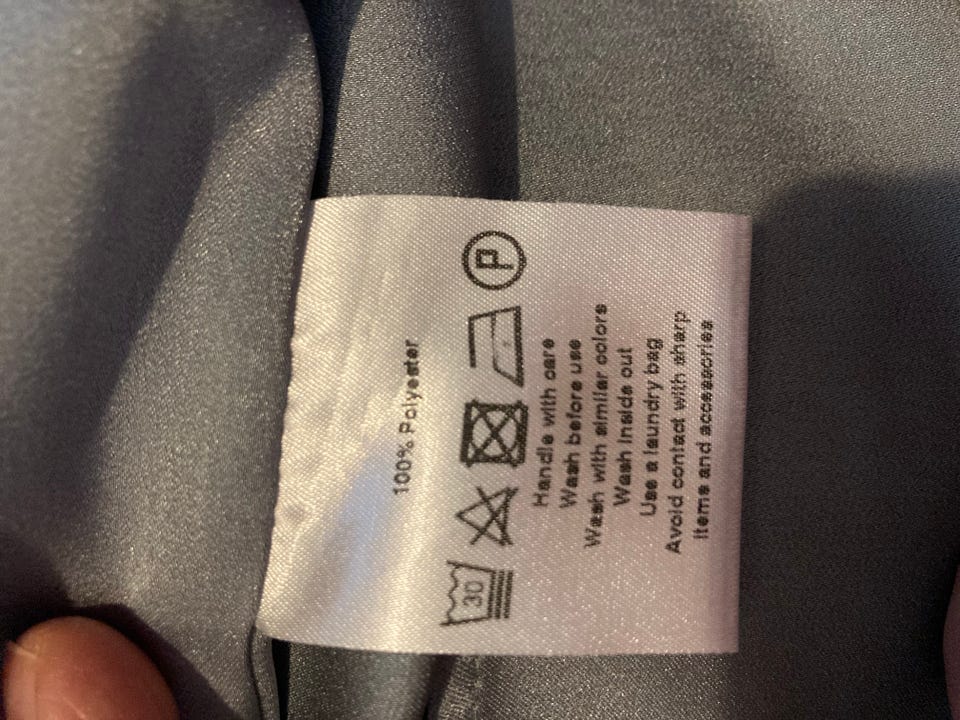 100% Polyester
30 P
Handle with care
Wash before use
Wash with similar colors
Wash inside out
Use a laundry bag
Avoid contact with sharp
items and accessories